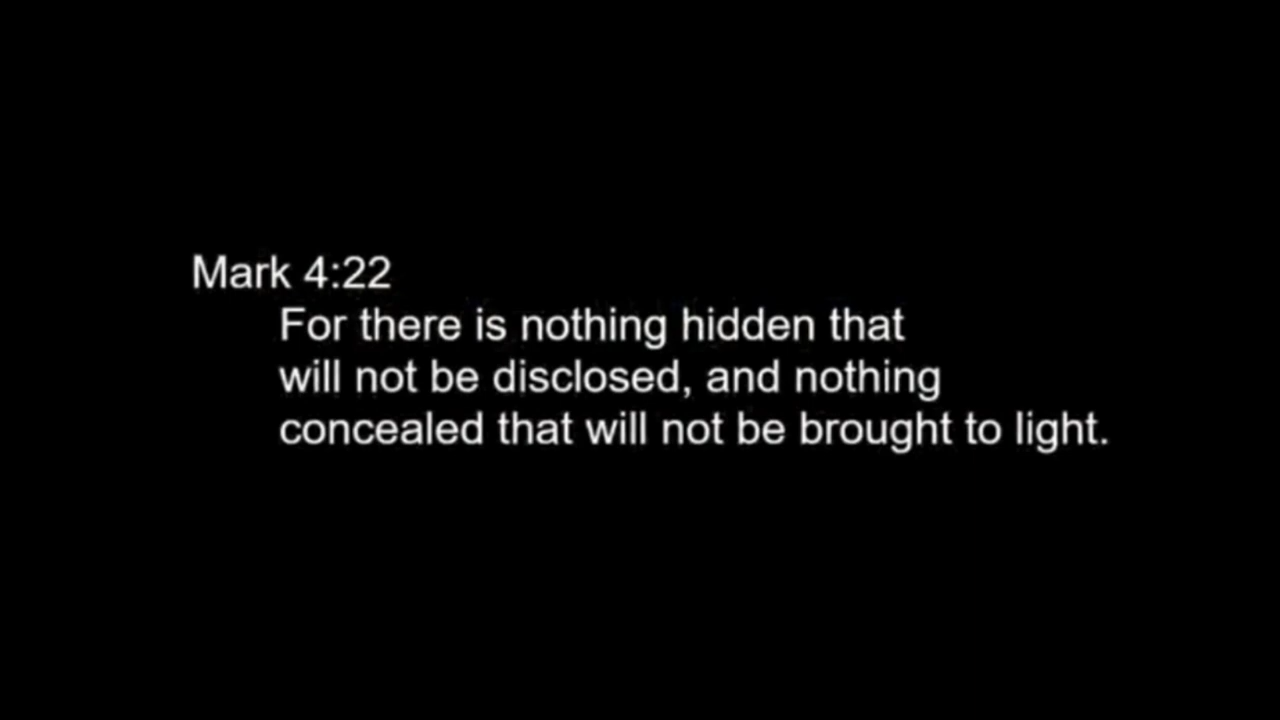 Mark 4:22
For there is nothing hidden that
will not be disclosed, and nothing
concealed that will not be brought to light.